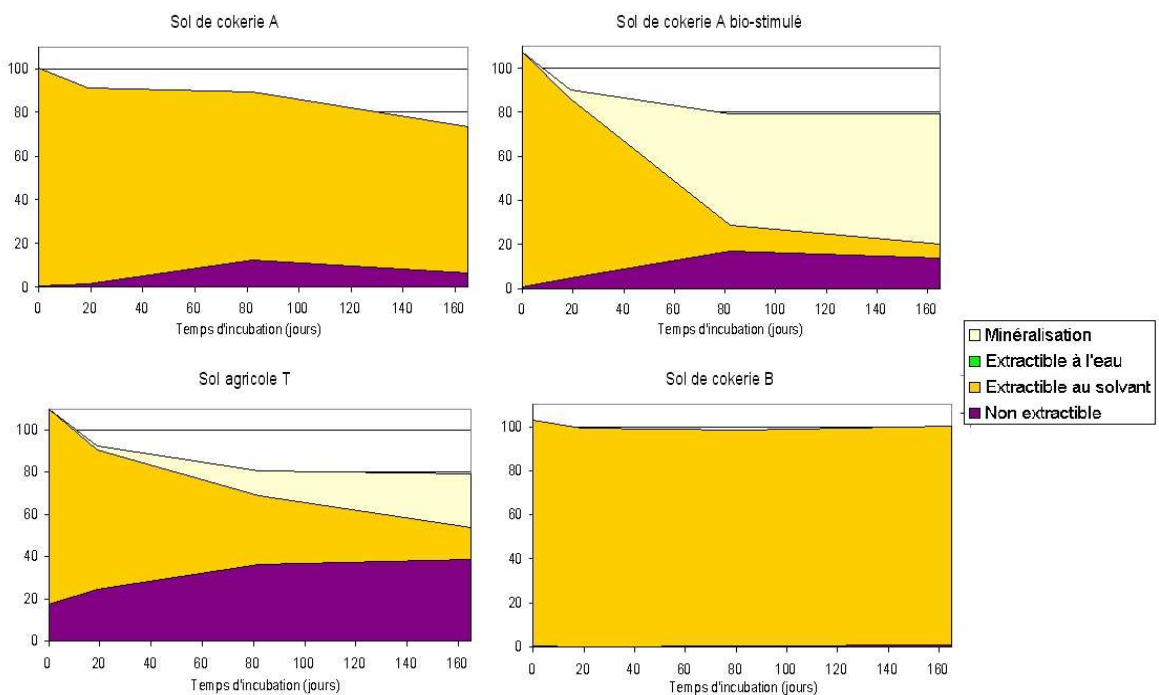 Sol de cokerie A
100
80
60
40
20
0
0 20 40 60 80 100 120 140 160
Temps d'incubation (jours)
Sol de cokerie A bio-stimulé
100
80
60
40
20
0
0 20 40 60 80 100 120 140 160
Temps d'incubation (jours)
Minéralisation
Extractible à l'eau
Extractible au solvant
Non extractible
Sol agricole T
100
80
60
40
20
0
0 20 40 60 80 100 120 140 160
Temps d'incubation (jours)
Sol de cokerie B
100
80
60
40
20
0
0 20 40 60 80 100 120 140 160
Temps d'incubation (jours)